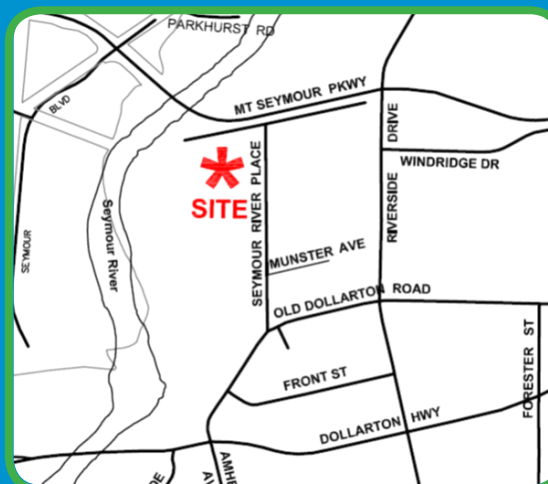 PARKHURST RD
BLVD
MT SEYMOUR PKWY
DRIVE
WINDRIDGE DR
SITE
SEYMOUR RIVER PLACE
RIVERSIDE
Seymour River
SEYMOUR
MUNSTER AVE
OLD DOLLARTON ROAD
FRONT ST
FORESTER ST
DOLLARTON HWY